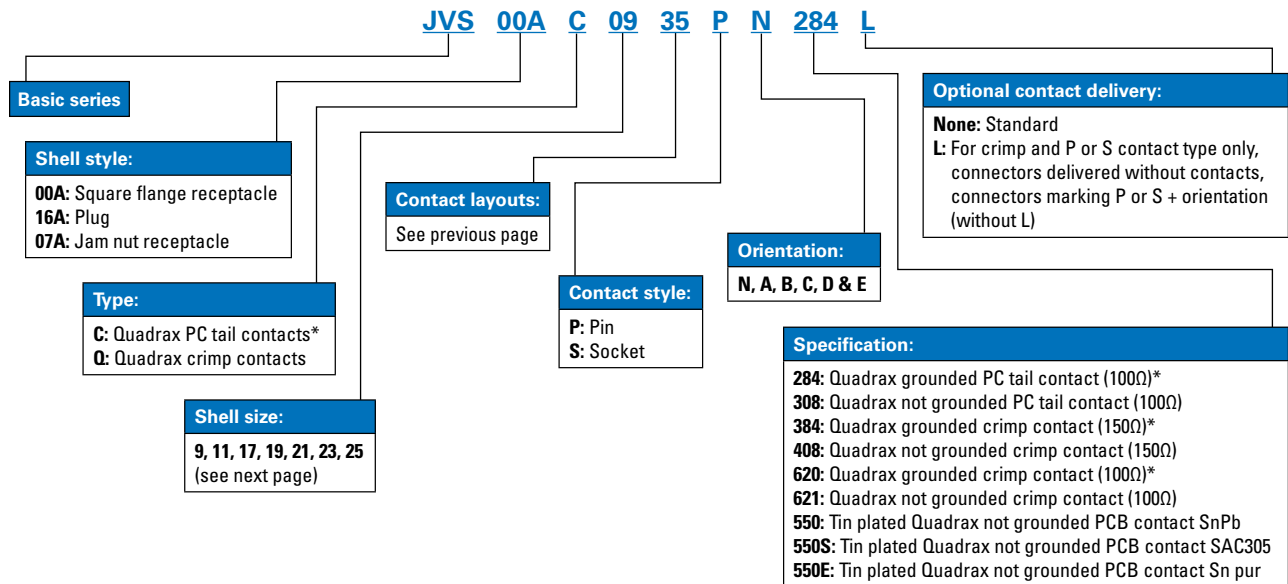 JVS 00A C 09 35 P N 284 L
Basic series
Shell style:
00A: Square flange receptacle
16A: Plug
07A: Jam nut receptacle
Type:
C: Quadrax PC tail contacts*
Q: Quadrax crimp contacts
Shell size:
9, 11, 17, 19, 21, 23, 25
(see next page)
Contact layouts:
See previous page
Contact style:
P: Pin
S: Socket
Orientation:
N, A, B, C, D & E
Optional contact delivery:
None: Standard
L: For crimp and P or S contact type only,
connectors delivered without contacts,
connectors marking P or S + orientation
(without L)
Specification:
284: Quadrax grounded PC tail contact (100Ω)*
308: Quadrax not grounded PC tail contact (100Ω)
384: Quadrax grounded crimp contact (150Ω)*
408: Quadrax not grounded crimp contact (150Ω)
620: Quadrax grounded crimp contact (100Ω)*
621: Quadrax not grounded crimp contact (100Ω)
550: Tin plated Quadrax not grounded PCB contact SnPb
550S: Tin plated Quadrax not grounded PCB contact SAC305
550E: Tin plated Quadrax not grounded PCB contact Sn pur